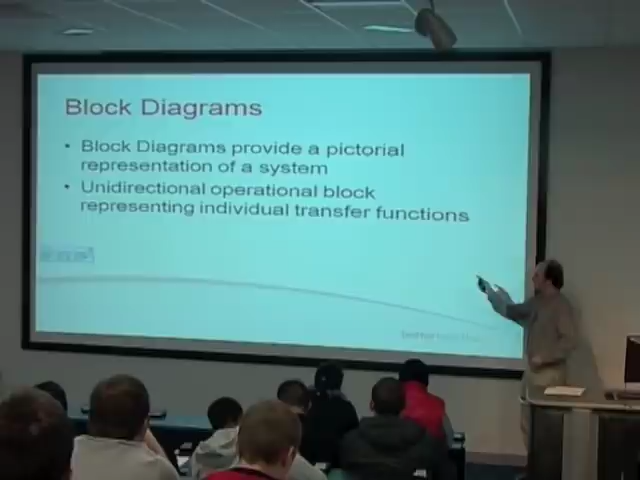 Block Diagrams
• Block Diagrams provide a pictorial
representation of a system
• Unidirectional operational block
representing individual transfer functions